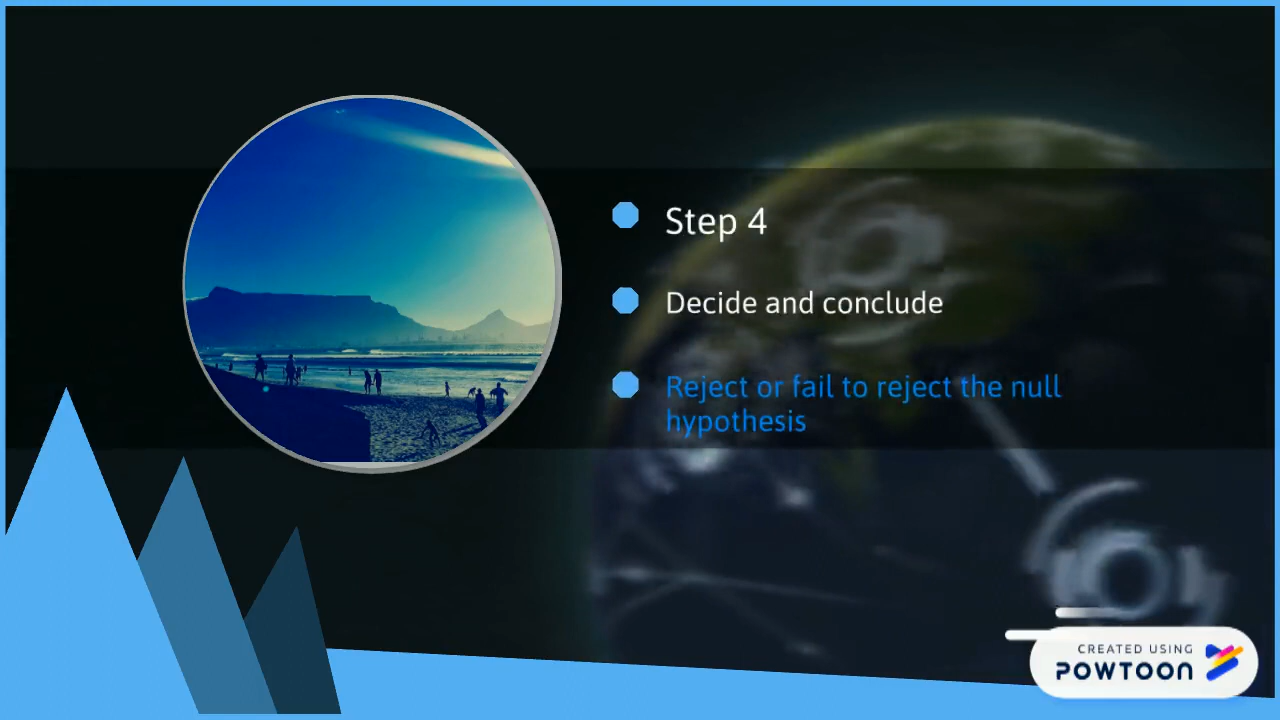 Step 4
Decide and conclude
Reject or fail to reject the null
hypothesis
CREATED USING
POWTOON